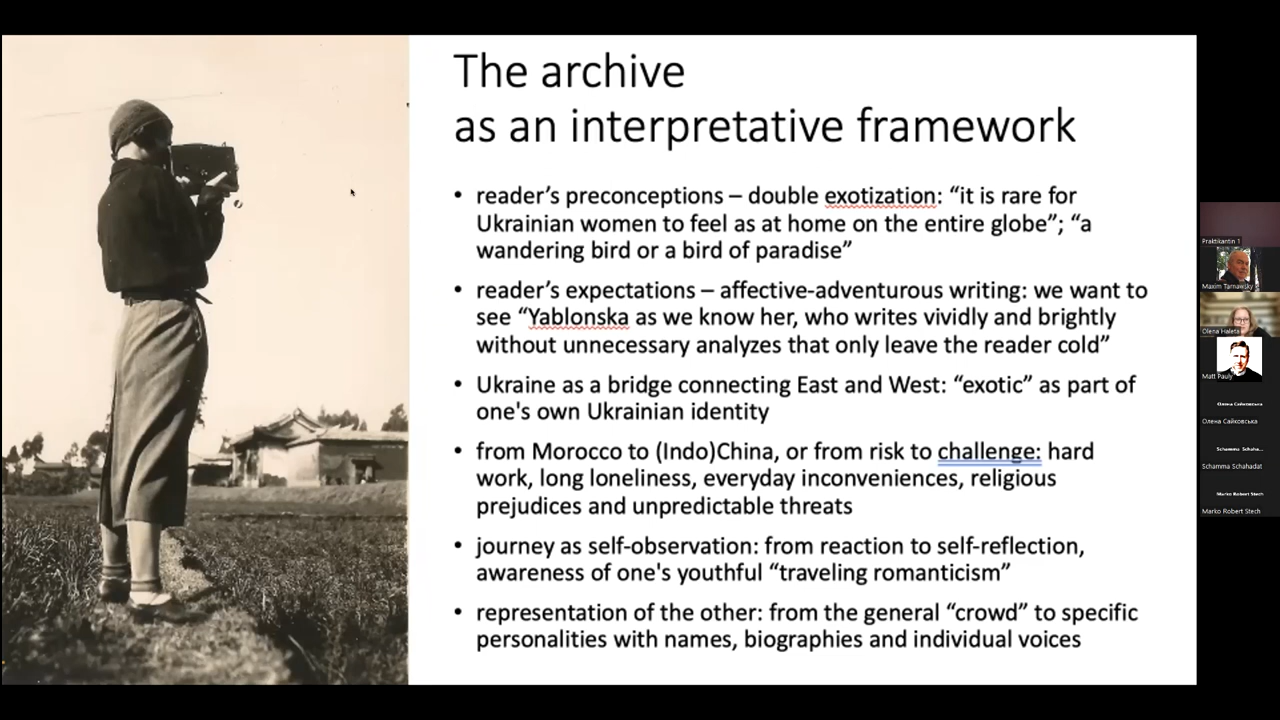 The archive
as an interpretative framework
• reader’s preconceptions – double exotization: “it is rare for
Ukrainian women to feel as at home on the entire globe”; “a
wandering bird or a bird of paradise”
• reader’s expectations – affective-adventurous writing: we want to
see “Yablonska as we know her, who writes vividly and brightly
without unnecessary analyzes that only leave the reader cold”
• Ukraine as a bridge connecting East and West: “exotic” as part of
one's own Ukrainian identity
• from Morocco to (Indo)China, or from risk to challenge: hard
work, long loneliness, everyday inconveniences, religious
prejudices and unpredictable threats
• journey as self-observation: from reaction to self-reflection,
awareness of one's youthful “traveling romanticism”
• representation of the other: from the general “crowd” to specific
personalities with names, biographies and individual voices
Praktikantin 1
Maxim Tarnawsky
Olena Haleta
Matt Pauly
Олена Сайковська
Олена Сайковська
Schamma Schaha...
Schamma Schahadat
Marko Robert Stech
Marko Robert Stech